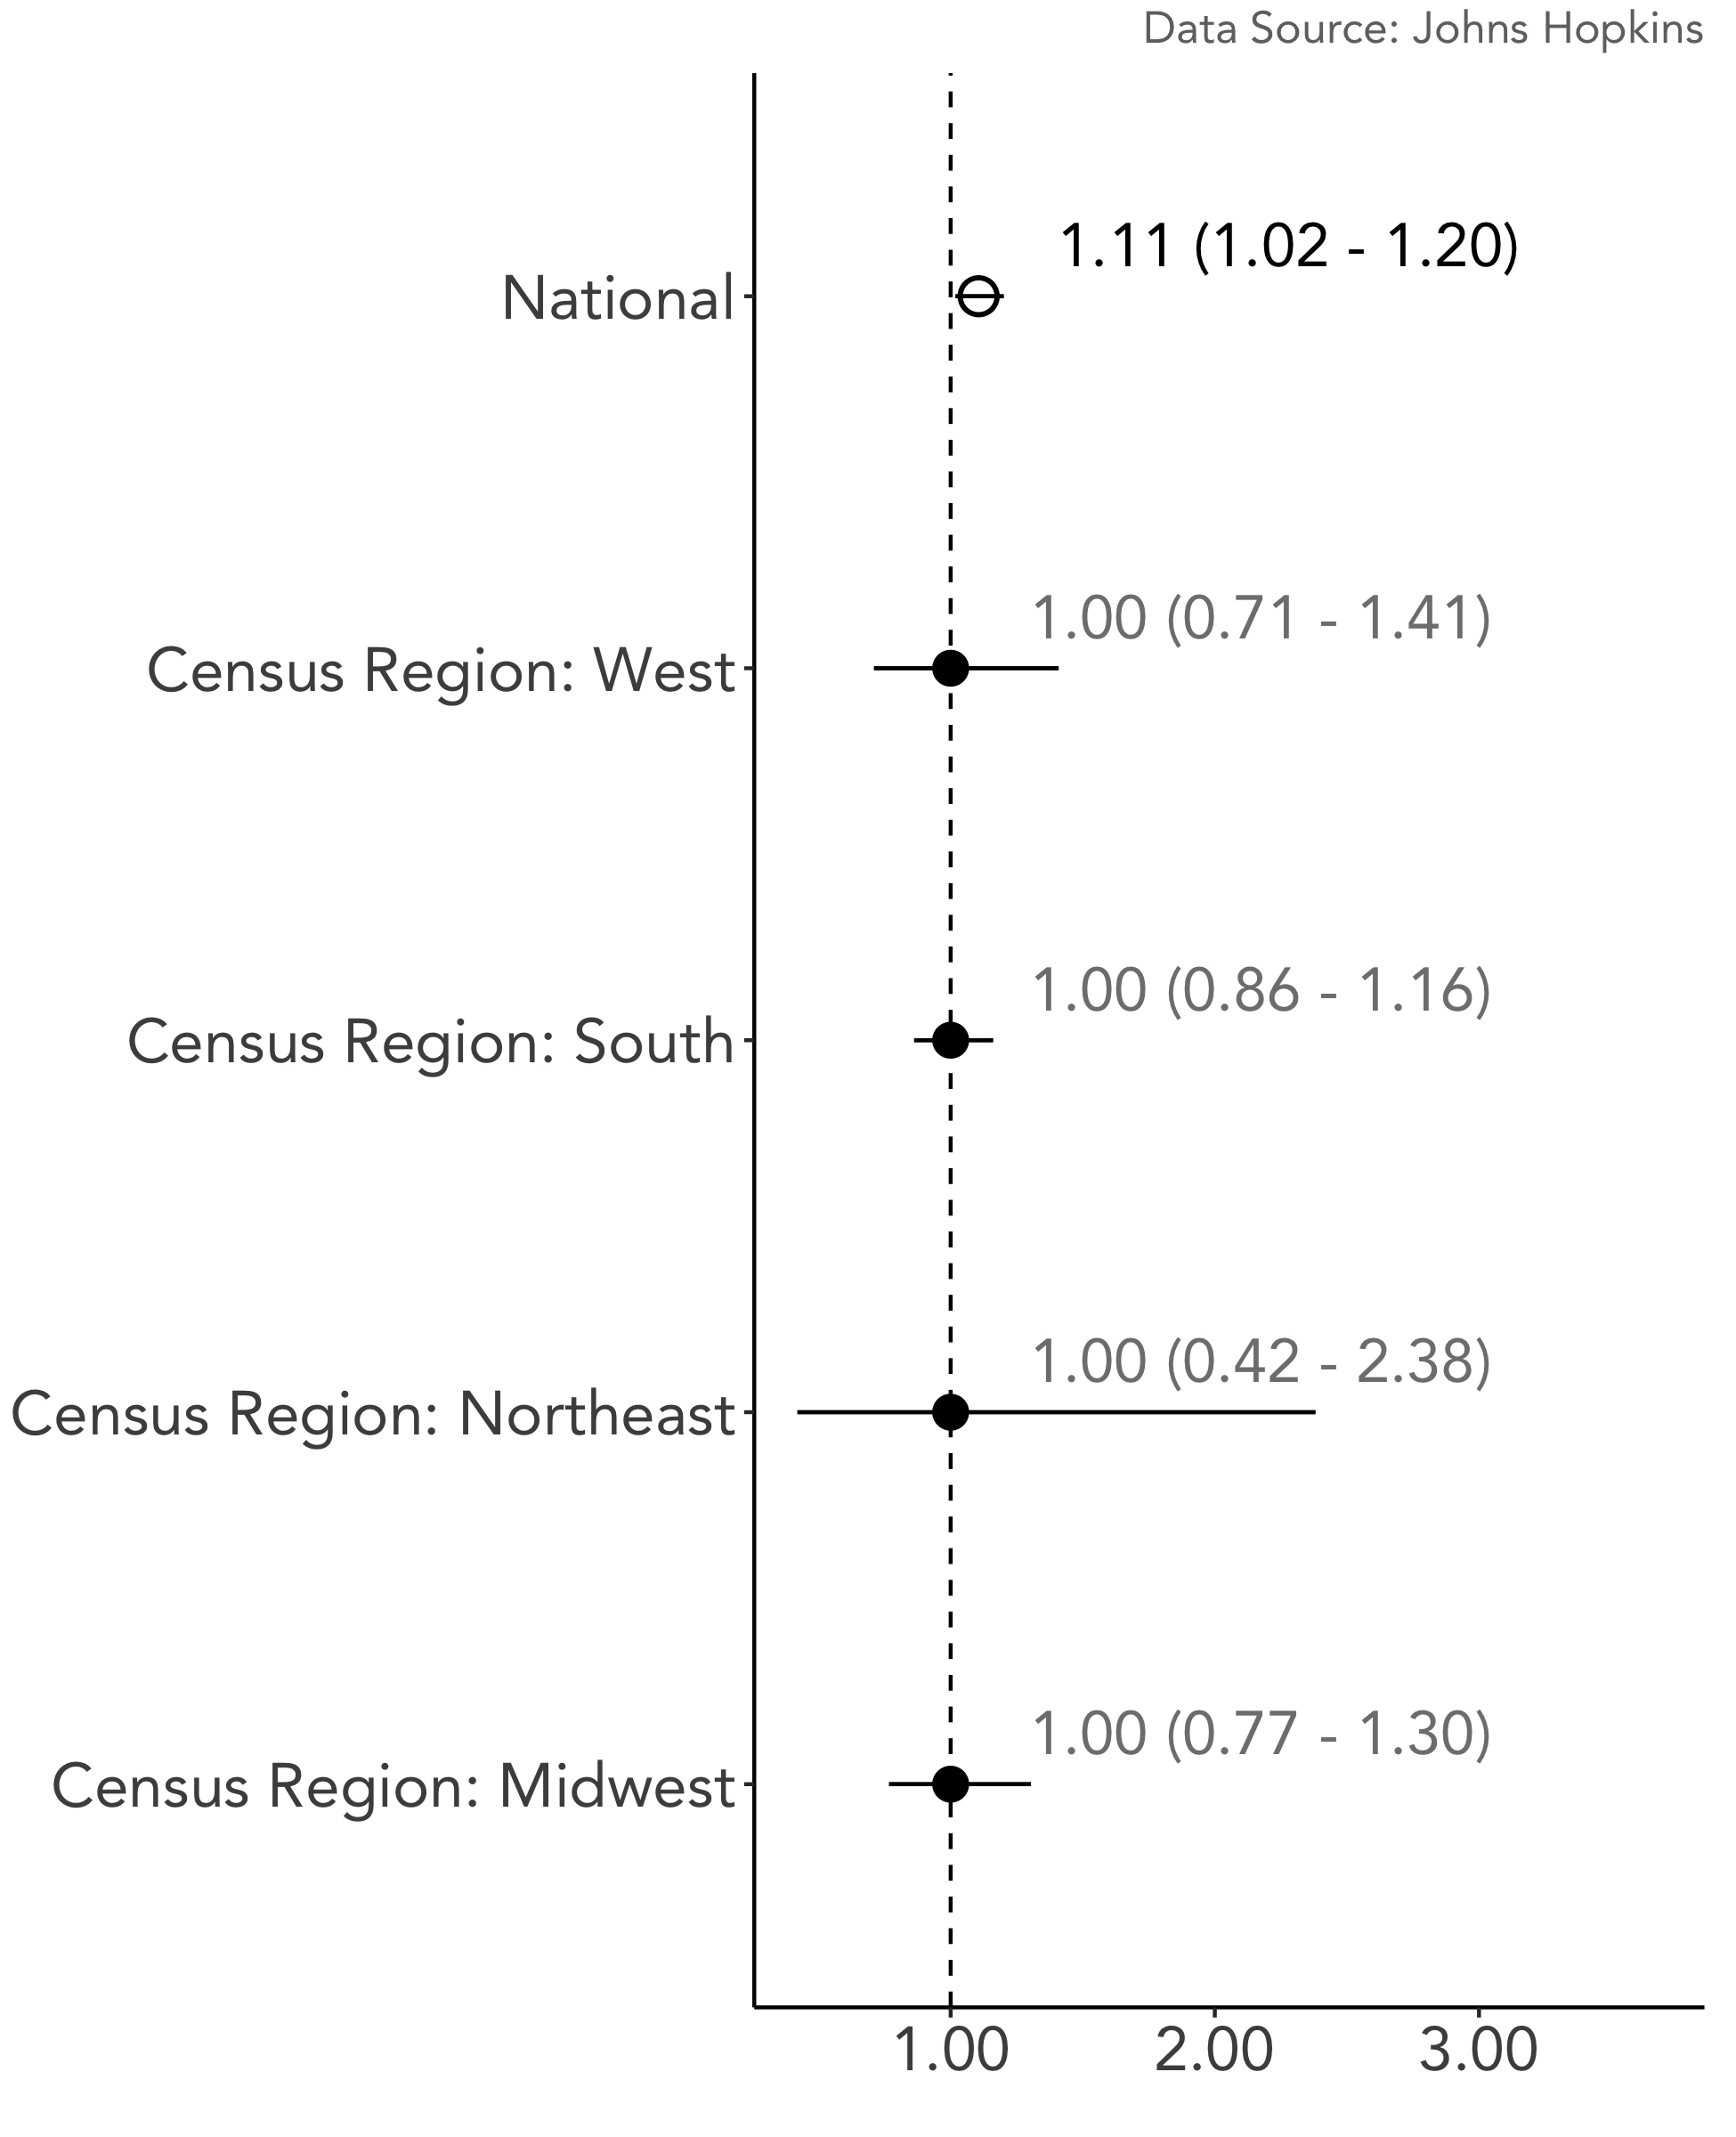 Data Source: Johns Hopkins
1.11 (1.02 - 1.20)
National
1.00 (0.71 - 1.41)
Census Region: West
1.00 (0.86 - 1.16)
Census Region: South
1.00 (0.42 - 2.38)
Census Region: Northeast
1.00 (0.77 - 1.30)
Census Region: Midwest
1.00 2.00 3.00